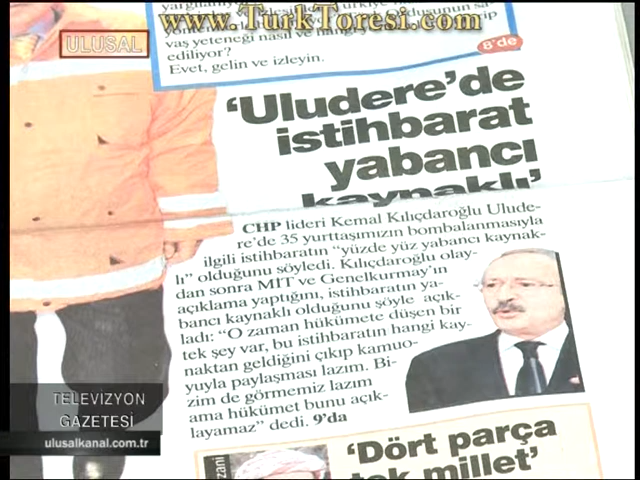 www.TurkToresi.com
vaş yeteneği nasıl ve hangi
ediliyor?
Evet, gelin ve izleyin.
8'de
ULUSAL
'Uludere'de
istihbarat
yabancı
kaynaklı'
CHP lideri Kemal Kılıçdaroğlu Ulude-
re'de 35 yurttaşımızın bombalanmasıyla
ilgili istihbaratın "yüzde yüz yabancı kaynak-
lı" olduğunu söyledi. Kılıçdaroğlu olay-
dan sonra MİT ve Genelkurmay'ın
açıklama yaptığını, istihbaratın ya-
bancı kaynaklı olduğunu söyle açık-
ladı: "O zaman hükümete düşen bir
tek şey var, bu istihbaratın hangi kay-
naktan geldiğini çıkıp kamuo-
yuyla paylaşması lazım. Bi-
zim de görmemiz lazım
ama hükümet bunu açık-
layamaz" dedi. 9'da
TELEVİZYON
GAZETESİ
ulusalkanal.com.tr
'Dört parça
tek millet'